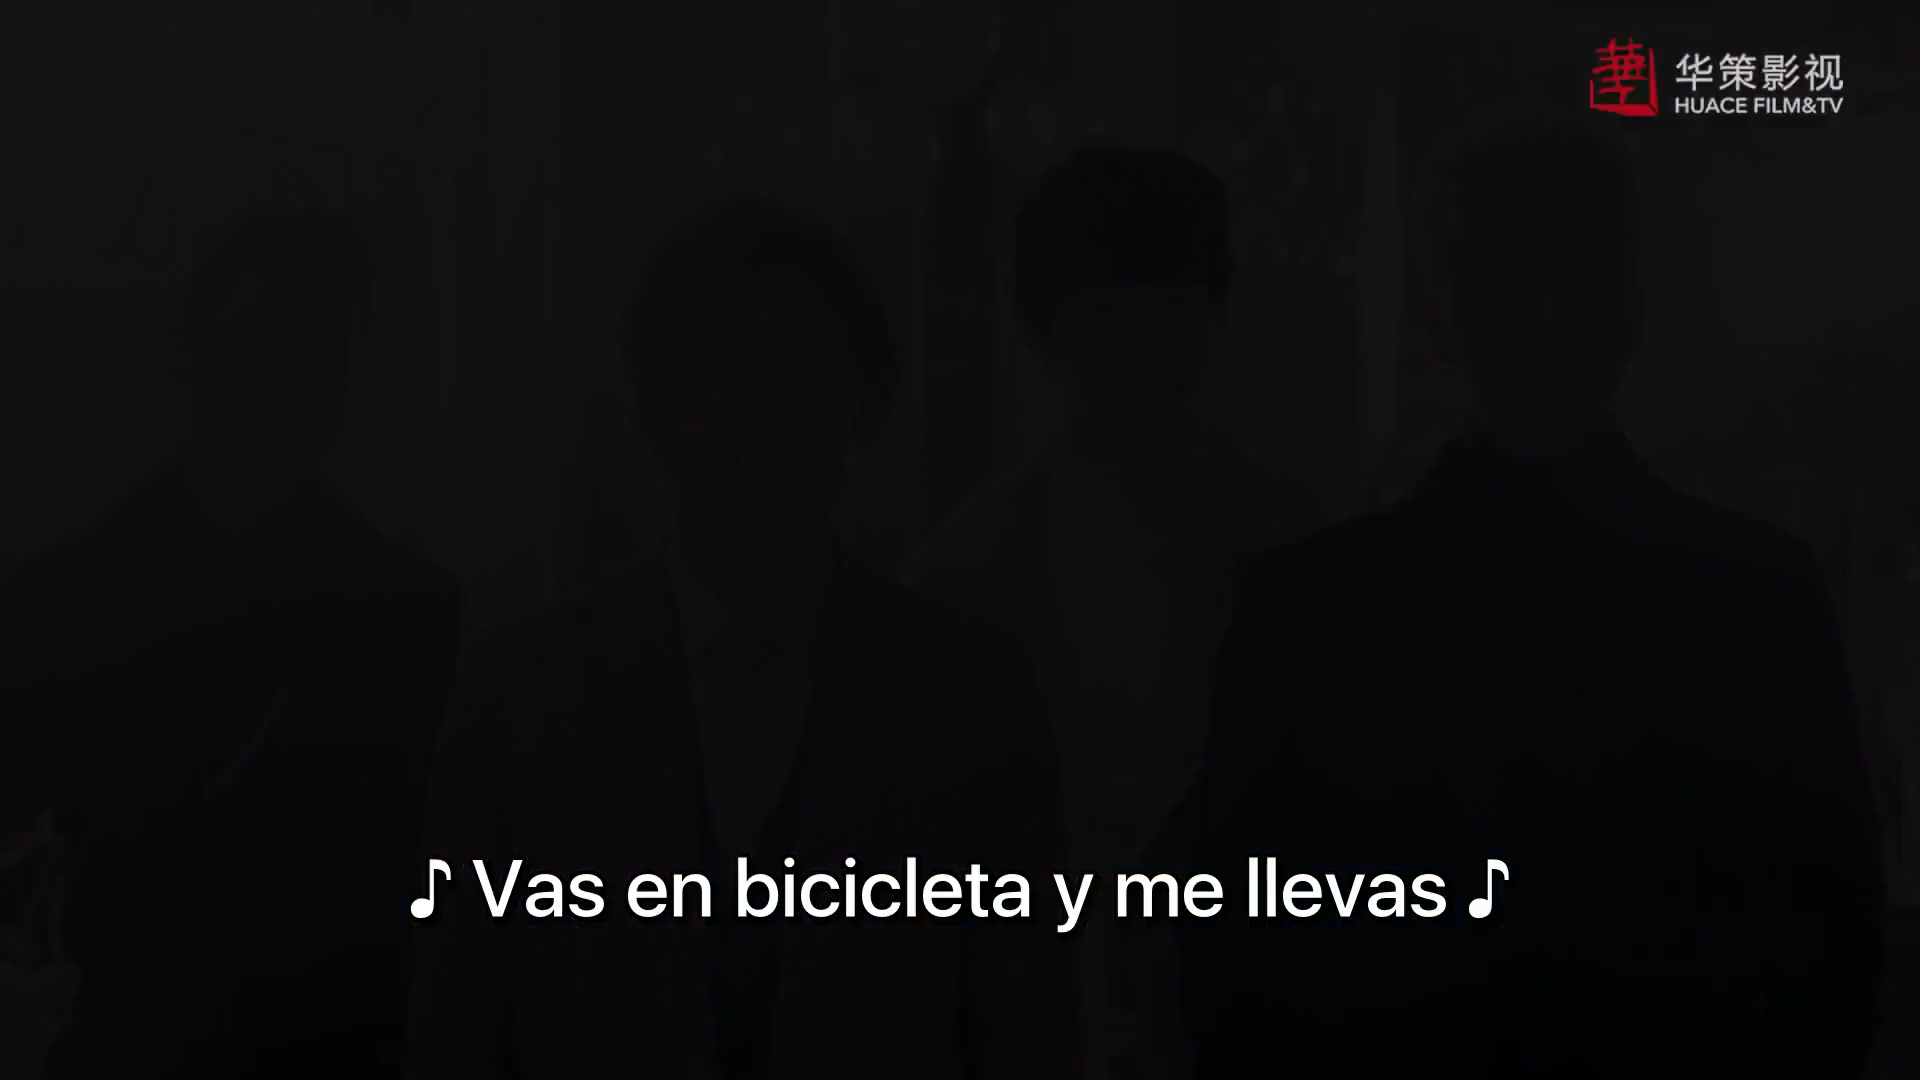 华策影视
HUACE FILM&TV
♪ Vas en bicicleta y me llevas ♪